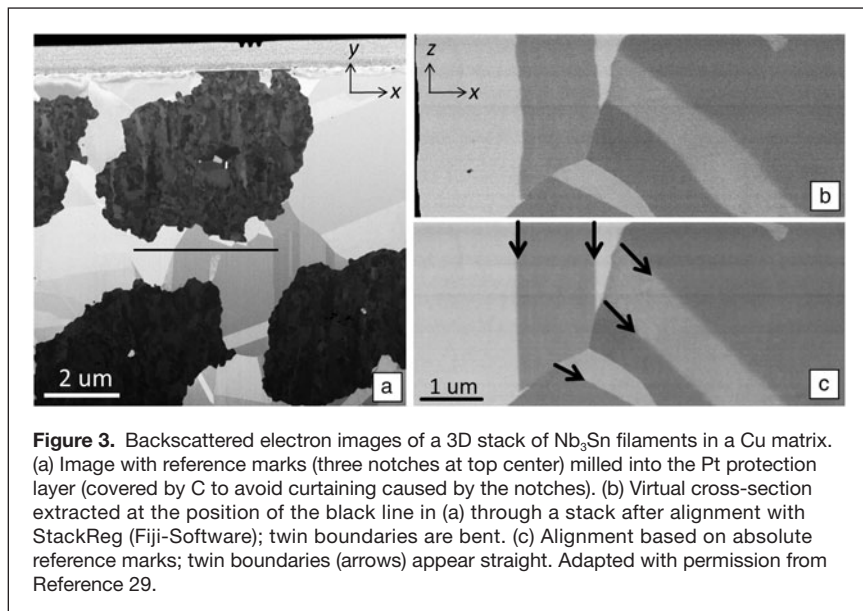 y
x
2 um
a
z
x
b
1 um
c
Figure 3. Backscattered electron images of a 3D stack of Nb₃Sn filaments in a Cu matrix.
(a) Image with reference marks (three notches at top center) milled into the Pt protection
layer (covered by C to avoid curtaining caused by the notches). (b) Virtual cross-section
extracted at the position of the black line in (a) through a stack after alignment with
StackReg (Fiji-Software); twin boundaries are bent. (c) Alignment based on absolute
reference marks; twin boundaries (arrows) appear straight. Adapted with permission from
Reference 29.